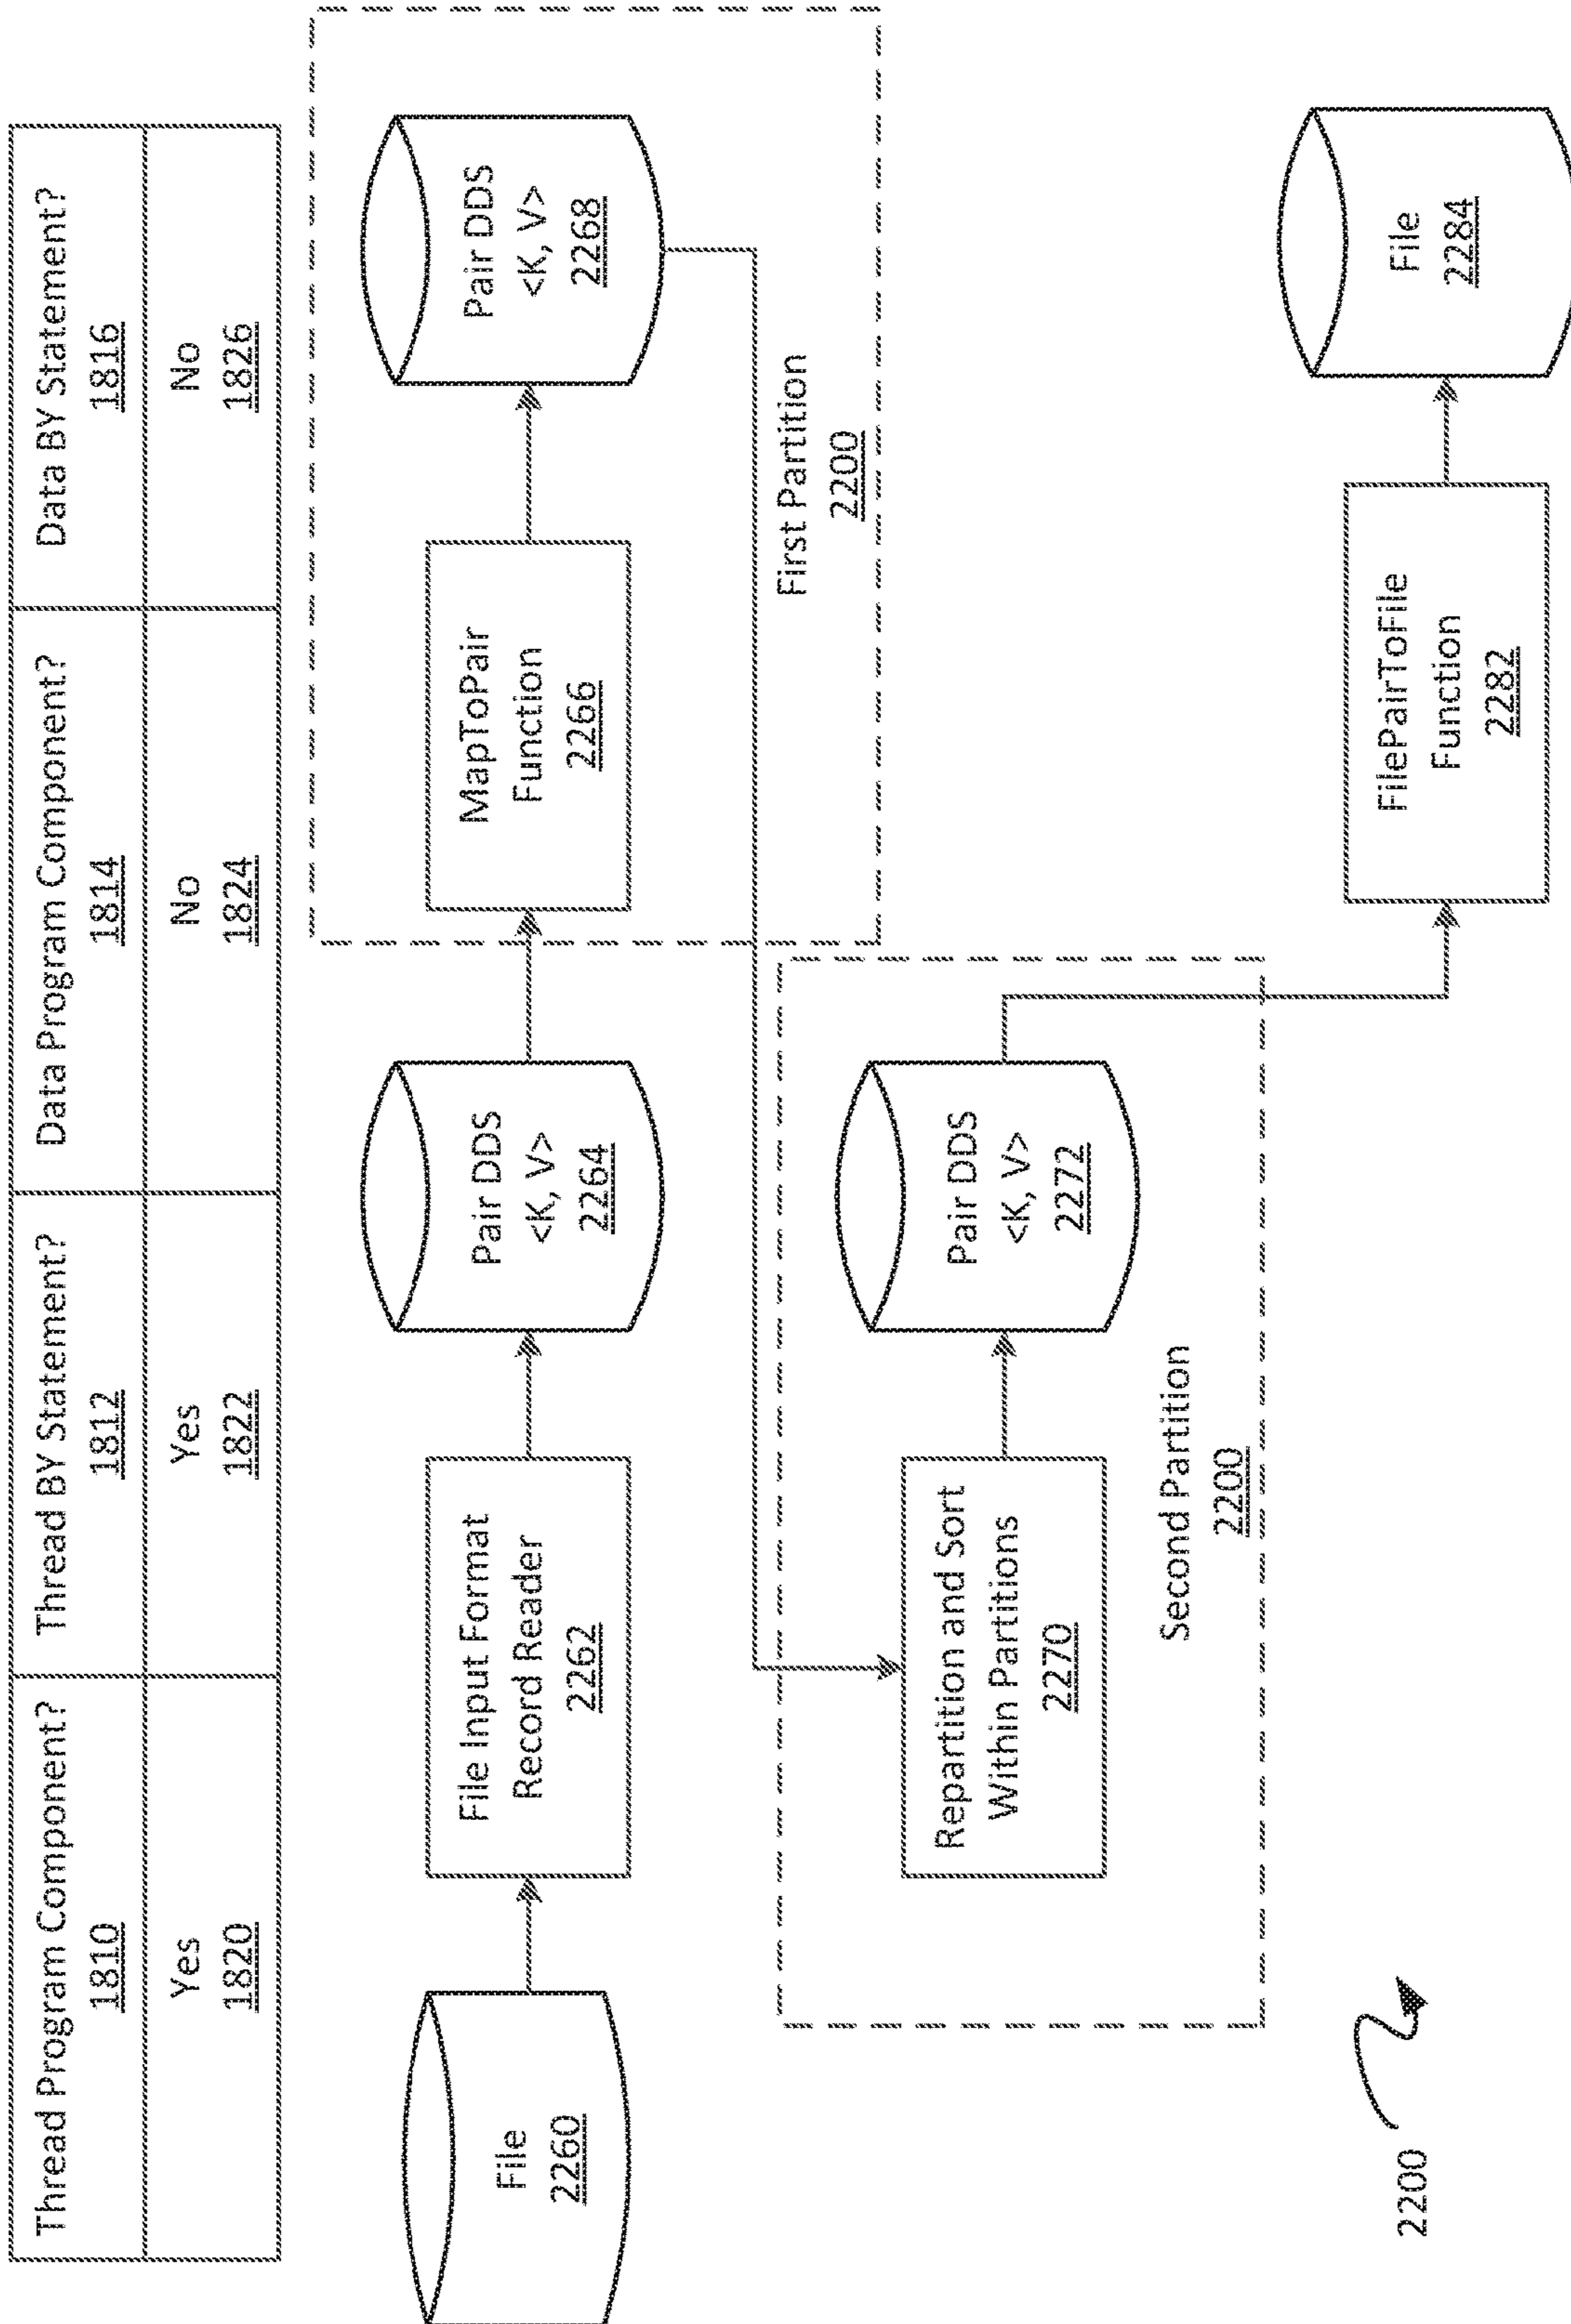 Thread Program Component?
1810
Thread BY Statement?
1812
Data Program Component?
1814
Data BY Statement?
1816
Yes
1820
Yes
1822
No
1824
No
1826
File
2260
File Input Format
Record Reader
2262
Pair DDS
<K, V>
2264
MapToPair
Function
2266
Pair DDS
<K, V>
2268
First Partition
2200
Repartition and Sort
Within Partitions
2270
Pair DDS
<K, V>
2272
Second Partition
2200
FilePairToFile
Function
2282
File
2284
2200